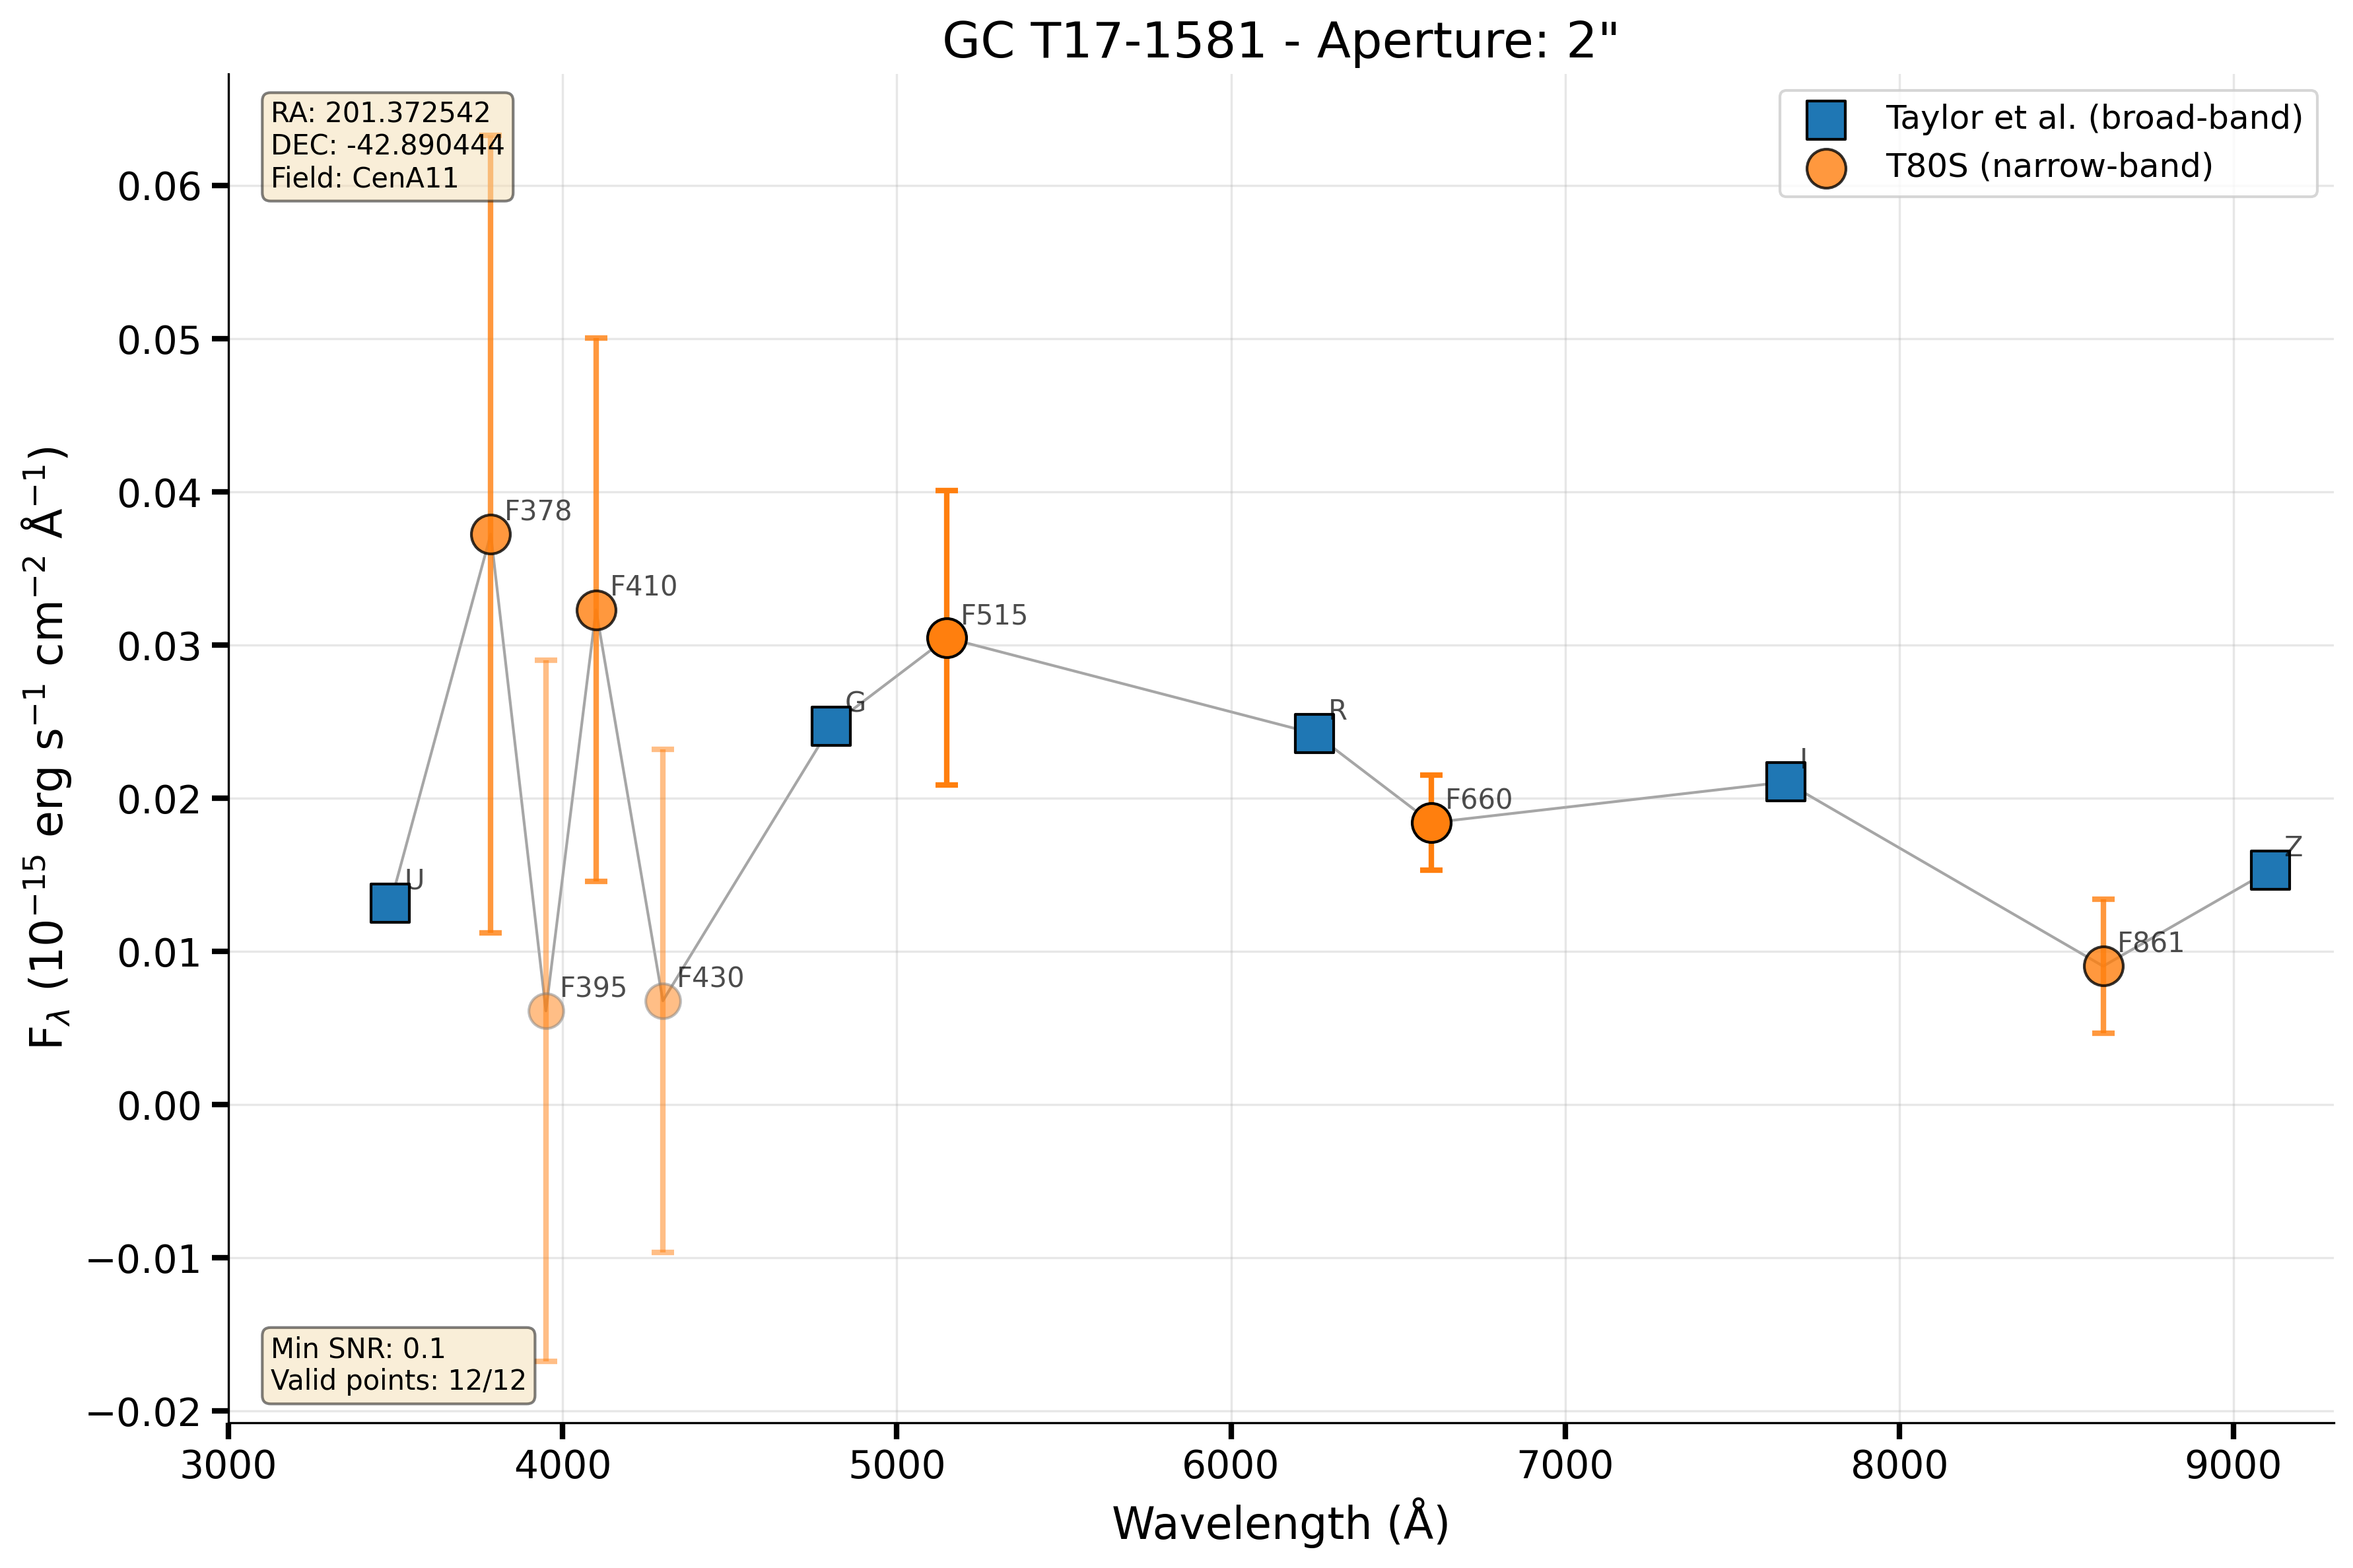 GC T17-1581 - Aperture: 2"
RA: 201.372542
DEC: -42.890444
Field: CenA11
Taylor et al. (broad-band)
T80S (narrow-band)
0.06
0.05
0.04
0.03
0.02
0.01
0.00
−0.01
−0.02
F_λ (10⁻¹⁵ erg s⁻¹ cm⁻² Å⁻¹)
U
F378
F395
F410
F430
G
F515
R
F660
I
F861
Z
Min SNR: 0.1
Valid points: 12/12
3000
4000
5000
6000
7000
8000
9000
Wavelength (Å)